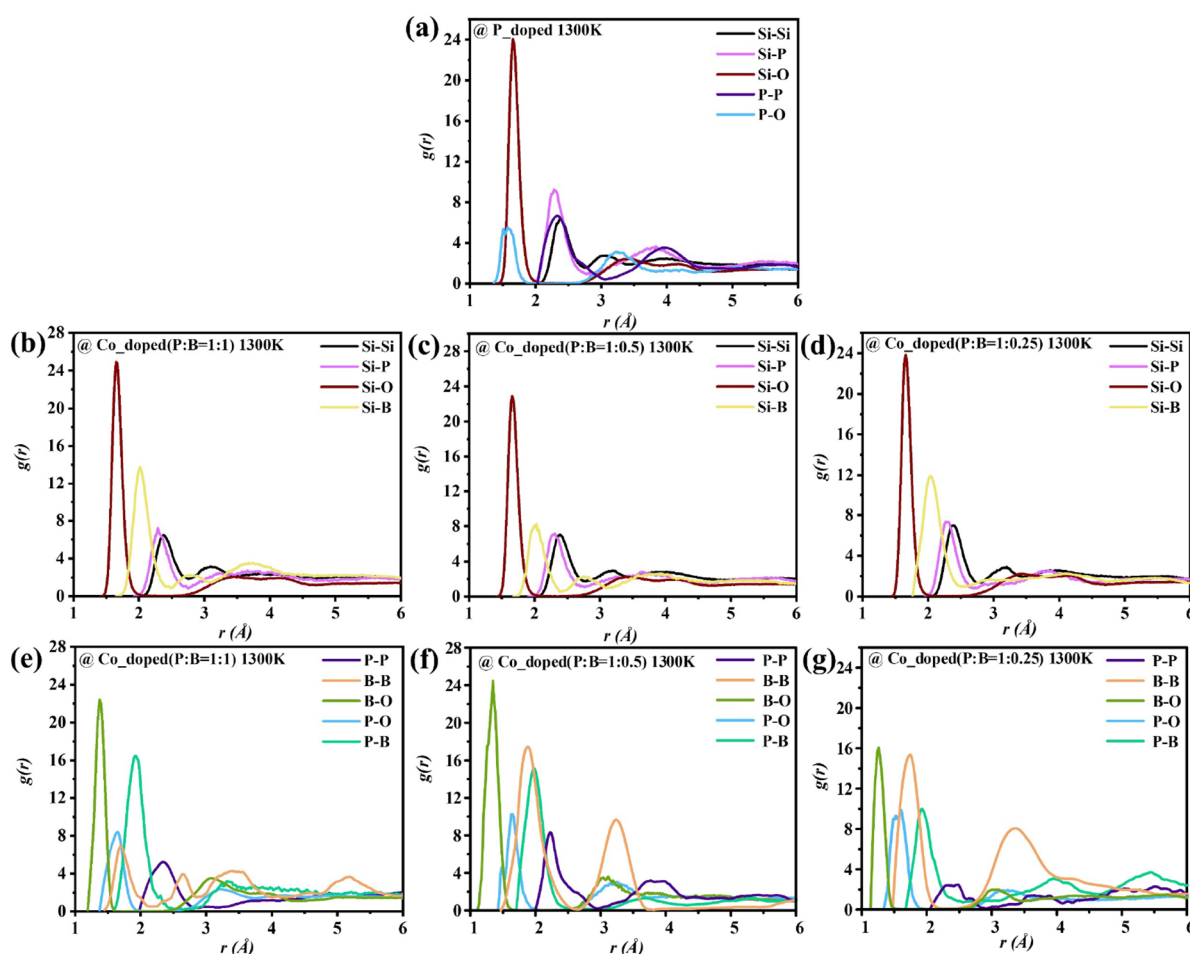 (a)
@ P_doped 1300K
Si-Si
Si-P
Si-O
P-P
P-O
24
20
16
12
8
4
0
g(r)
1 2 3 4 5 6
r (Å)
(b)
@ Co_doped(P:B=1:1) 1300K
Si-Si
Si-P
Si-O
Si-B
28
24
20
16
12
8
4
0
g(r)
1 2 3 4 5 6
r (Å)
(c)
@ Co_doped(P:B=1:0.5) 1300K
Si-Si
Si-P
Si-O
Si-B
28
24
20
16
12
8
4
0
g(r)
1 2 3 4 5 6
r (Å)
(d)
@ Co_doped(P:B=1:0.25) 1300K
Si-Si
Si-P
Si-O
Si-B
24
20
16
12
8
4
0
g(r)
1 2 3 4 5 6
r (Å)
(e)
@ Co_doped(P:B=1:1) 1300K
P-P
B-B
B-O
P-O
P-B
28
24
20
16
12
8
4
0
g(r)
1 2 3 4 5 6
r (Å)
(f)
@ Co_doped(P:B=1:0.5) 1300K
P-P
B-B
B-O
P-O
P-B
28
24
20
16
12
8
4
0
g(r)
1 2 3 4 5 6
r (Å)
(g)
@ Co_doped(P:B=1:0.25) 1300K
P-P
B-B
B-O
P-O
P-B
24
20
16
12
8
4
0
g(r)
1 2 3 4 5 6
r (Å)